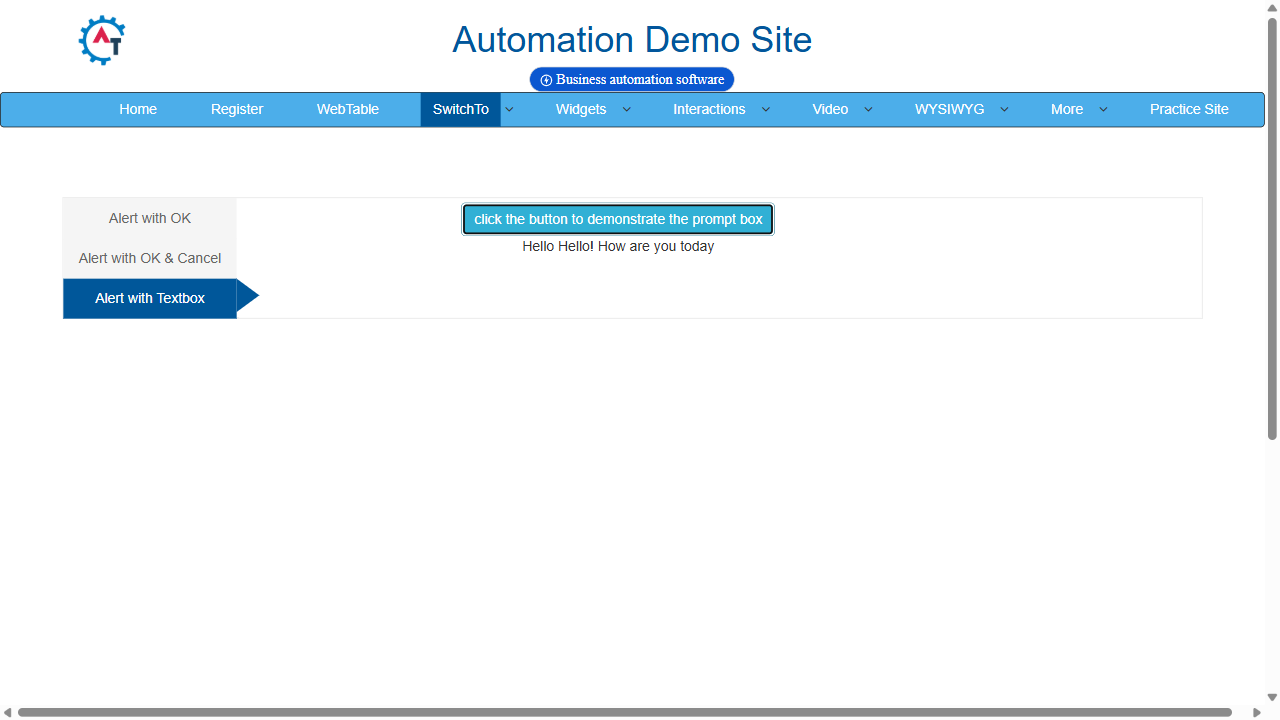 Automation Demo Site
Business automation software
Home Register WebTable SwitchTo Widgets Interactions Video WYSIWYG More Practice Site
Alert with OK
click the button to demonstrate the prompt box
Hello Hello! How are you today
Alert with OK & Cancel
Alert with Textbox